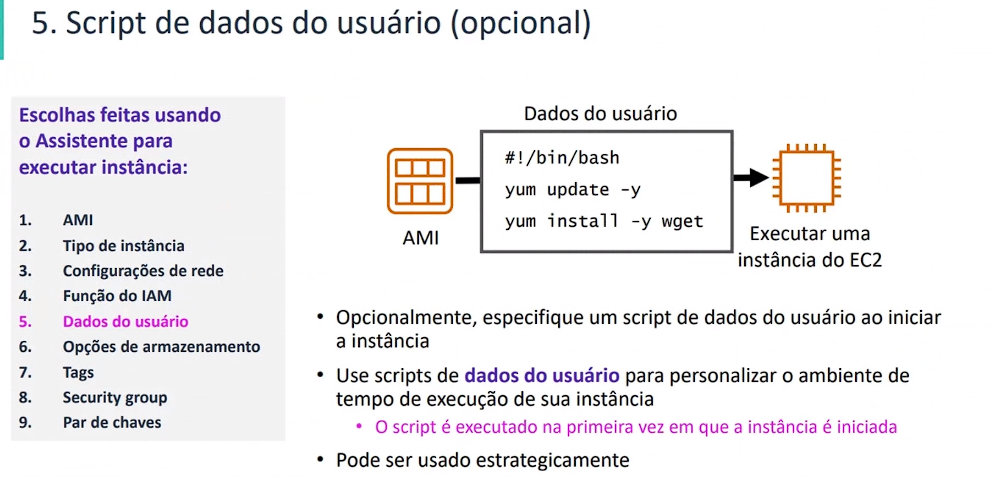 5. Script de dados do usuário (opcional)
Escolhas feitas usando
o Assistente para
executar instância:
1. AMI
2. Tipo de instância
3. Configurações de rede
4. Função do IAM
5. Dados do usuário
6. Opções de armazenamento
7. Tags
8. Security group
9. Par de chaves
Dados do usuário
#!/bin/bash
yum update -y
yum install -y wget
AMI
Executar uma
instância do EC2
• Opcionalmente, especifique um script de dados do usuário ao iniciar
a instância
• Use scripts de dados do usuário para personalizar o ambiente de
tempo de execução de sua instância
• O script é executado na primeira vez em que a instância é iniciada
• Pode ser usado estrategicamente